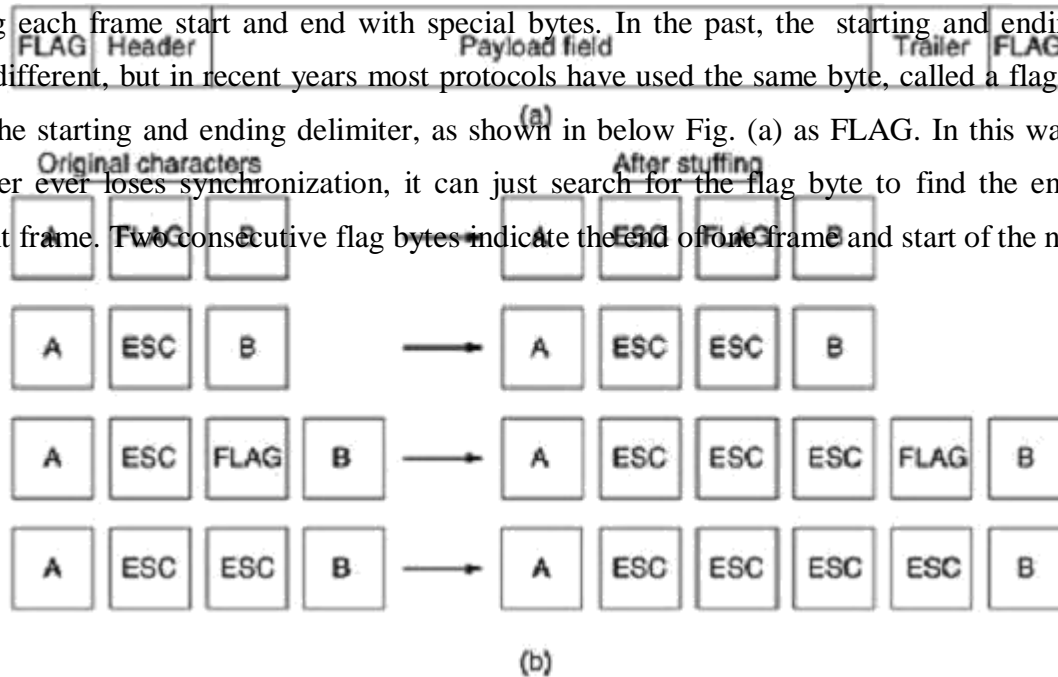 g each frame start and end with special bytes. In the past, the starting and endi
FLAG Header Payload field Trailer FLAG
different, but in recent years most protocols have used the same byte, called a flag
(a)
he starting and ending delimiter, as shown in below Fig. (a) as FLAG. In this wa
Original characters After stuffing
er ever loses synchronization, it can just search for the flag byte to find the en
A FLAG B A ESC FLAG B
t frame. Two consecutive flag bytes indicate the end of one frame and start of the n
A ESC B A ESC ESC B
A ESC FLAG B A ESC ESC ESC FLAG B
A ESC ESC B A ESC ESC ESC ESC B
(b)